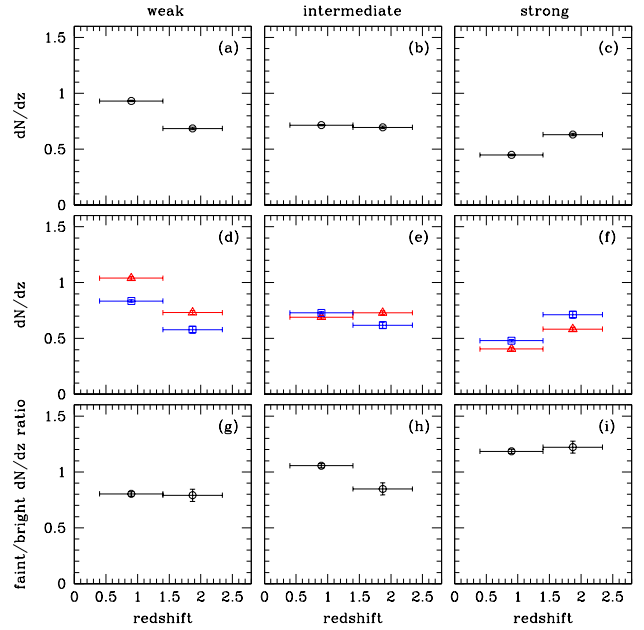 weak intermediate strong
(a) (b) (c)
1.5
1
0.5
0
dN/dz
(d) (e) (f)
1.5
1
0.5
0
dN/dz
(g) (h) (i)
1.5
1
0.5
0
faint/bright dN/dz ratio
0 0.5 1 1.5 2 2.5 0 0.5 1 1.5 2 2.5 0 0.5 1 1.5 2 2.5
redshift redshift redshift